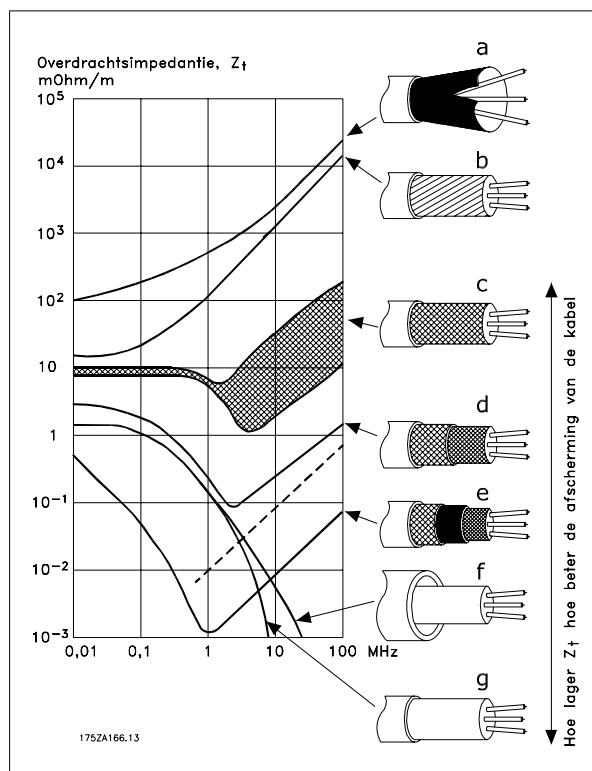 Overdrachtsimpedantie, Zt
mOhm/m
10⁵
10⁴
10³
10²
10
1
10⁻¹
10⁻²
10⁻³
0,01 0,1 1 10 100 MHz
a
b
c
d
e
f
g
Hoe lager Zt hoe beter de afscherming van de kabel
175ZA166.13